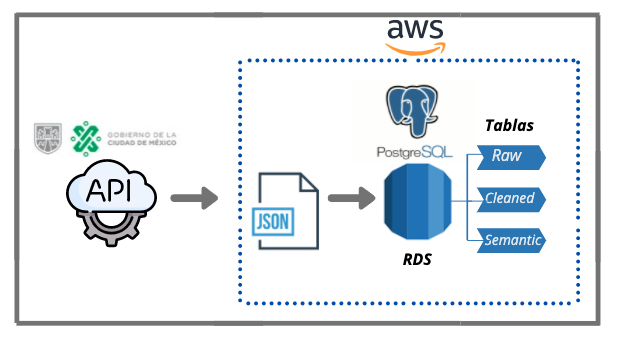 aws
GOBIERNO DE LA
CIUDAD DE MÉXICO
API
JSON
PostgreSQL
RDS
Tablas
Raw
Cleaned
Semantic